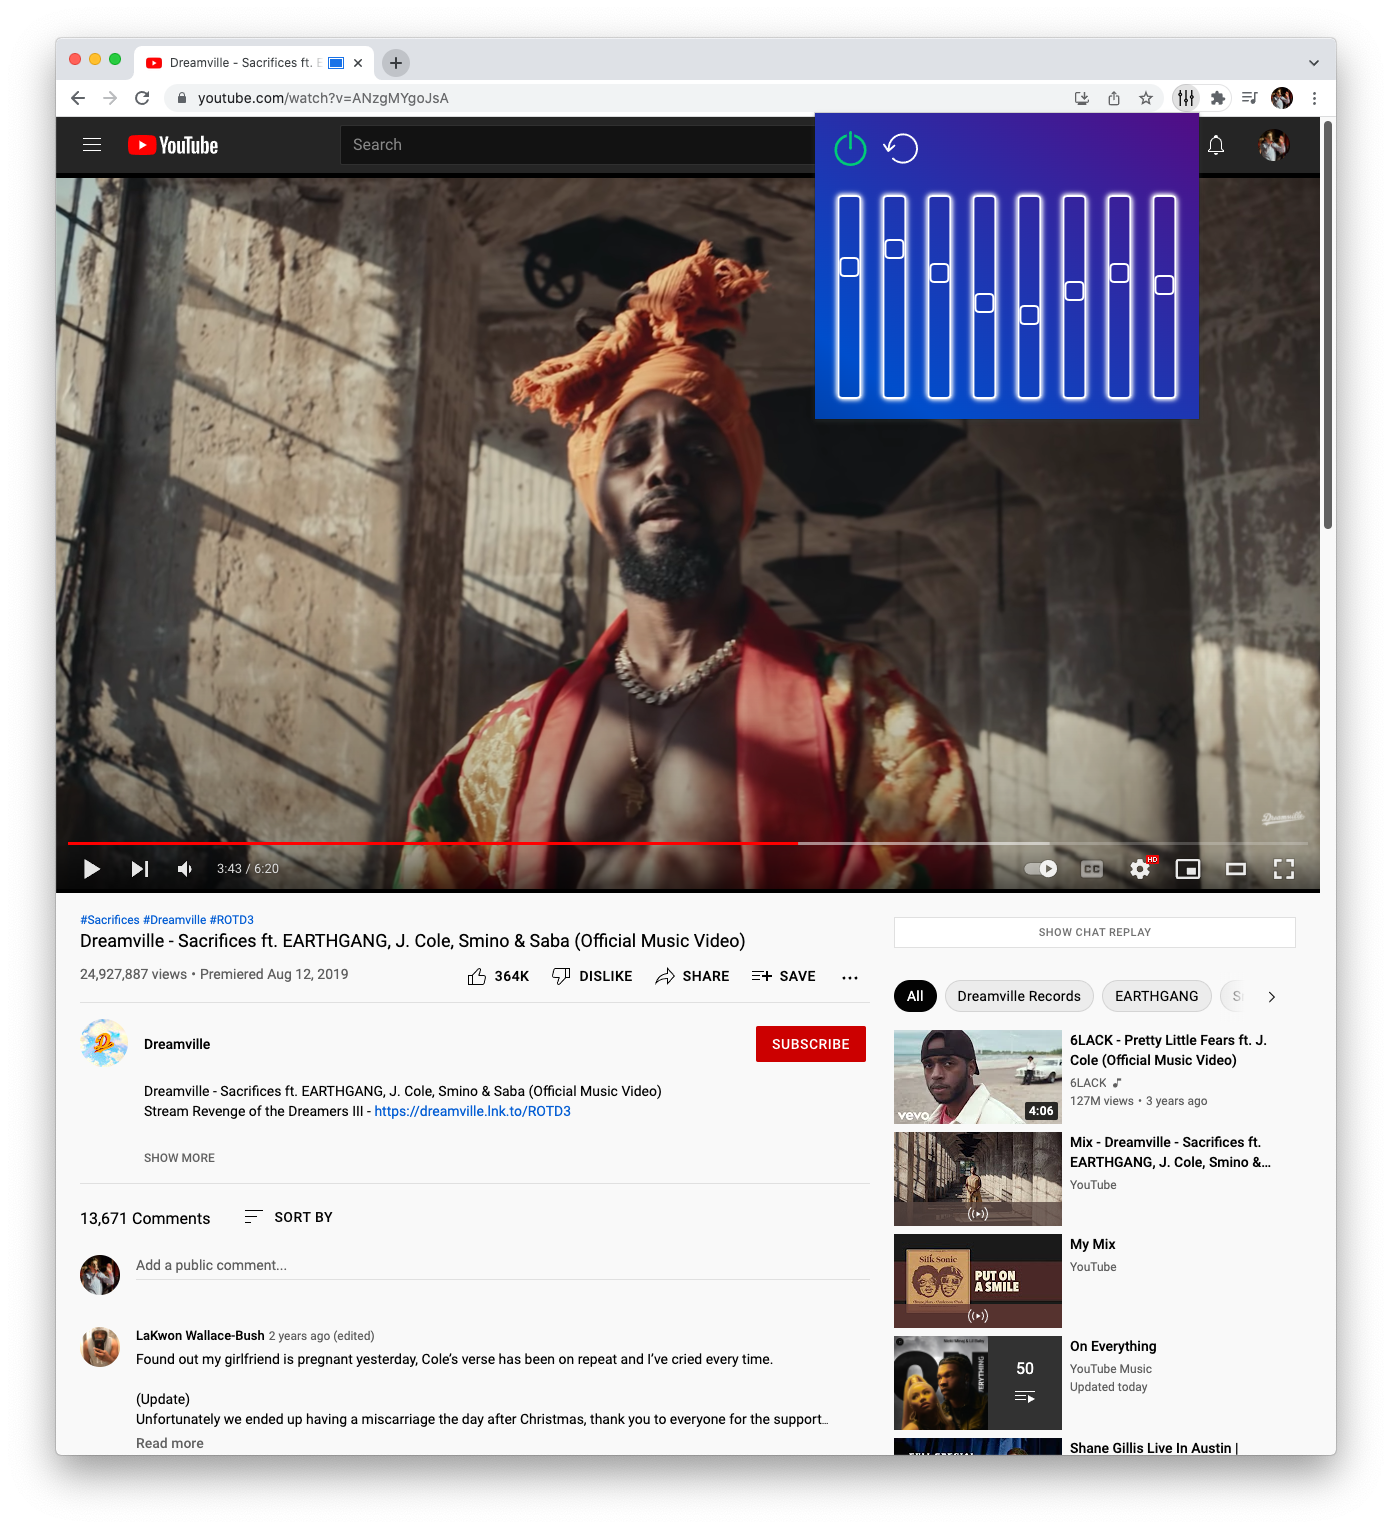 Dreamville - Sacrifices ft. E
youtube.com/watch?v=ANzgMYgoJsA
YouTube
Search
Dreamville
3:43 / 6:20
CC
HD
#Sacrifices #Dreamville #ROTD3
Dreamville - Sacrifices ft. EARTHGANG, J. Cole, Smino & Saba (Official Music Video)
24,927,887 views • Premiered Aug 12, 2019
364K
DISLIKE
SHARE
SAVE
Dreamville
SUBSCRIBE
Dreamville - Sacrifices ft. EARTHGANG, J. Cole, Smino & Saba (Official Music Video)
Stream Revenge of the Dreamers III - https://dreamville.lnk.to/ROTD3
SHOW MORE
13,671 Comments
SORT BY
Add a public comment...
LaKwon Wallace-Bush 2 years ago (edited)
Found out my girlfriend is pregnant yesterday, Cole’s verse has been on repeat and I’ve cried every time.
(Update)
Unfortunately we ended up having a miscarriage the day after Christmas, thank you to everyone for the support…
Read more
SHOW CHAT REPLAY
All
Dreamville Records
EARTHGANG
vevo
4:06
6LACK - Pretty Little Fears ft. J.
Cole (Official Music Video)
6LACK
127M views • 3 years ago
Mix - Dreamville - Sacrifices ft.
EARTHGANG, J. Cole, Smino &...
YouTube
Silk Sonic
PUT ON
A SMILE
My Mix
YouTube
50
On Everything
YouTube Music
Updated today
Shane Gillis Live In Austin |